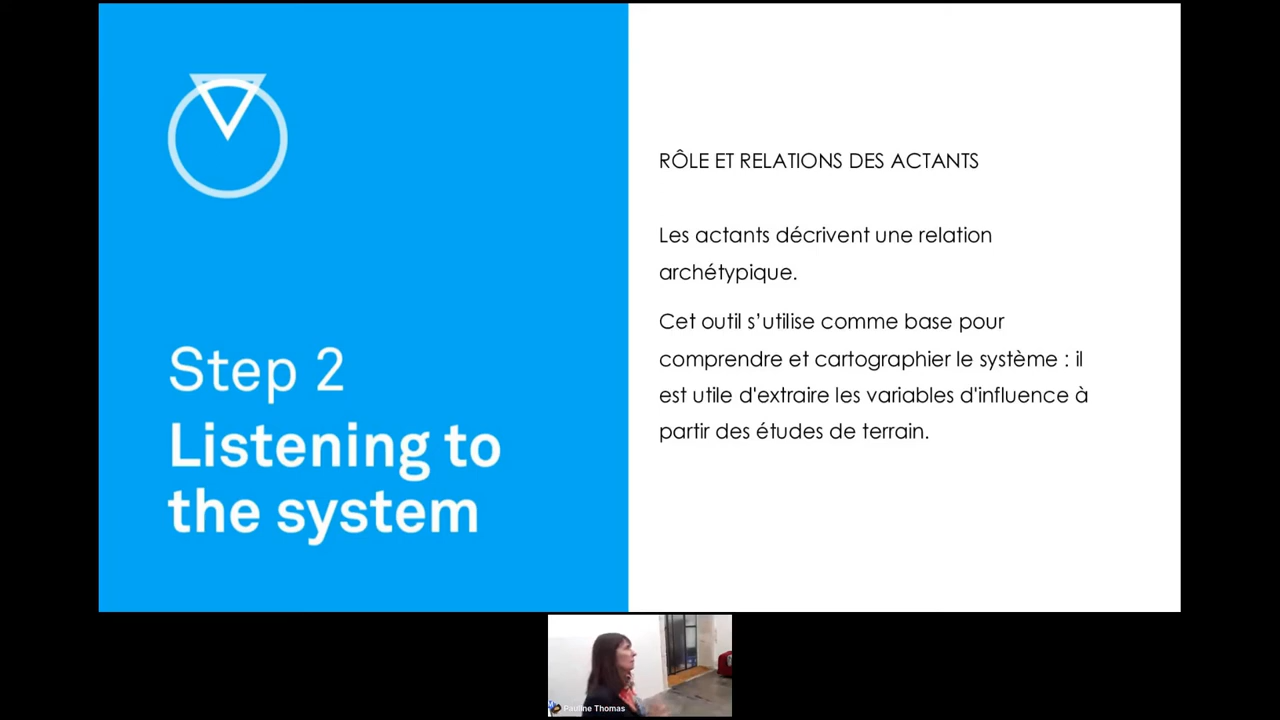 Step 2
Listening to
the system
RÔLE ET RELATIONS DES ACTANTS
Les actants décrivent une relation
archétypique.
Cet outil s’utilise comme base pour
comprendre et cartographier le système : il
est utile d'extraire les variables d'influence à
partir des études de terrain.
Pauline Thomas